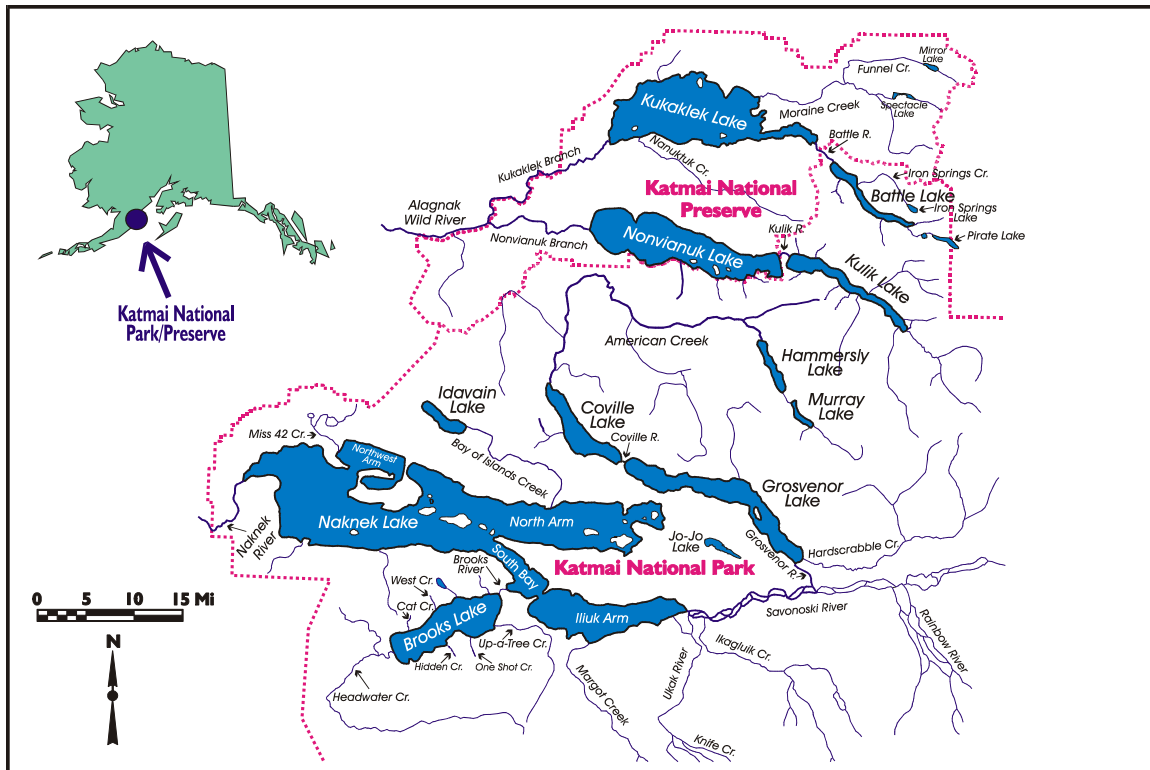 Mirror
Lake
Funnel Cr.
Spectacle
Lake
Kukaklek Lake
Moraine Creek
Battle R.
Nanuktuk Cr.
Kukaklek Branch
Iron Springs Cr.
Katmai National
Preserve
Battle Lake
Iron Springs
Lake
Alagnak
Wild River
Kulik R.
Pirate Lake
Nonvianuk Branch
Nonvianuk Lake
Kulik Lake
Katmai National
Park/Preserve
American Creek
Hammersly
Lake
Idavain
Lake
Coville
Lake
Murray
Lake
Miss 42 Cr.
Coville R.
Northwest
Arm
Bay of Islands Creek
Grosvenor
Lake
Naknek Lake
North Arm
Naknek
River
Jo-Jo
Lake
Grosvenor R.
Hardscrabble Cr.
South Bay
Brooks
River
Katmai National Park
West Cr.
0 5 10 15 Mi
Cat Cr.
Savonoski River
Brooks Lake
Iliuk Arm
Rainbow River
N
Up-a-Tree Cr.
Ikagluik Cr.
Hidden Cr.
One Shot Cr.
Ukak River
Headwater Cr.
Margot Creek
Knife Cr.